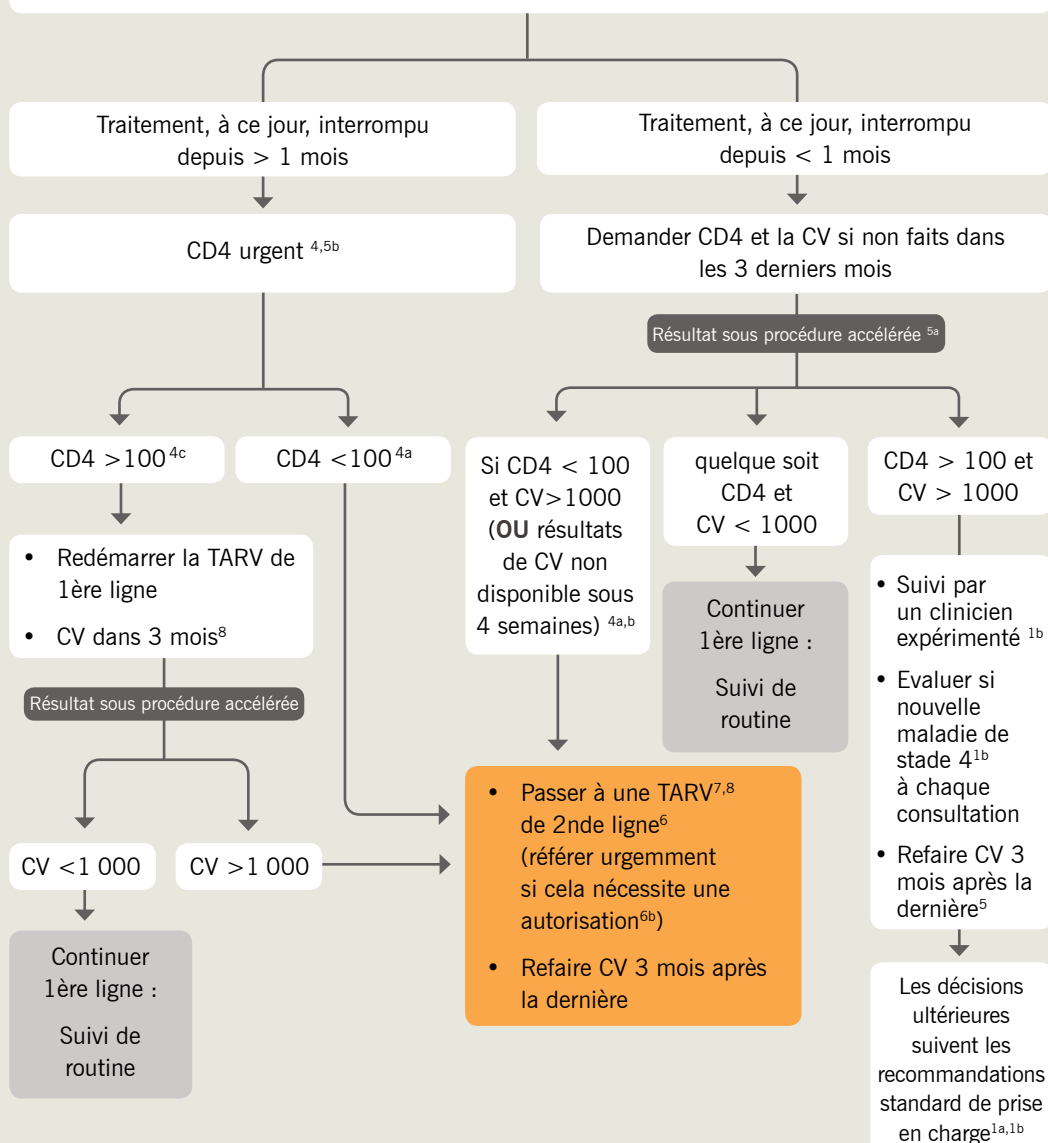 Traitement, à ce jour, interrompu
depuis > 1 mois
Traitement, à ce jour, interrompu
depuis < 1 mois
CD4 urgent 4,5b
Demander CD4 et la CV si non faits dans
les 3 derniers mois
Résultat sous procédure accélérée 5a
CD4 >100 4c
CD4 <100 4a
Si CD4 < 100
et CV>1000
(OU résultats
de CV non
disponible sous
4 semaines) 4a,b
quelque soit
CD4 et
CV < 1000
CD4 > 100 et
CV > 1000
• Redémarrer la TARV de
1ère ligne
• CV dans 3 mois8
Résultat sous procédure accélérée
CV <1 000
CV >1 000
Continuer
1ère ligne :
Suivi de
routine
• Passer à une TARV7,8
de 2nde ligne6
(référer urgemment
si cela nécessite une
autorisation6b)
• Refaire CV 3 mois après
la dernière
Continuer
1ère ligne :
Suivi de
routine
• Suivi par
un clinicien
expérimenté 1b
• Evaluer si
nouvelle
maladie de
stade 41b
à chaque
consultation
• Refaire CV 3
mois après la
dernière5
Les décisions
ultérieures
suivent les
recommandations
standard de prise
en charge1a,1b